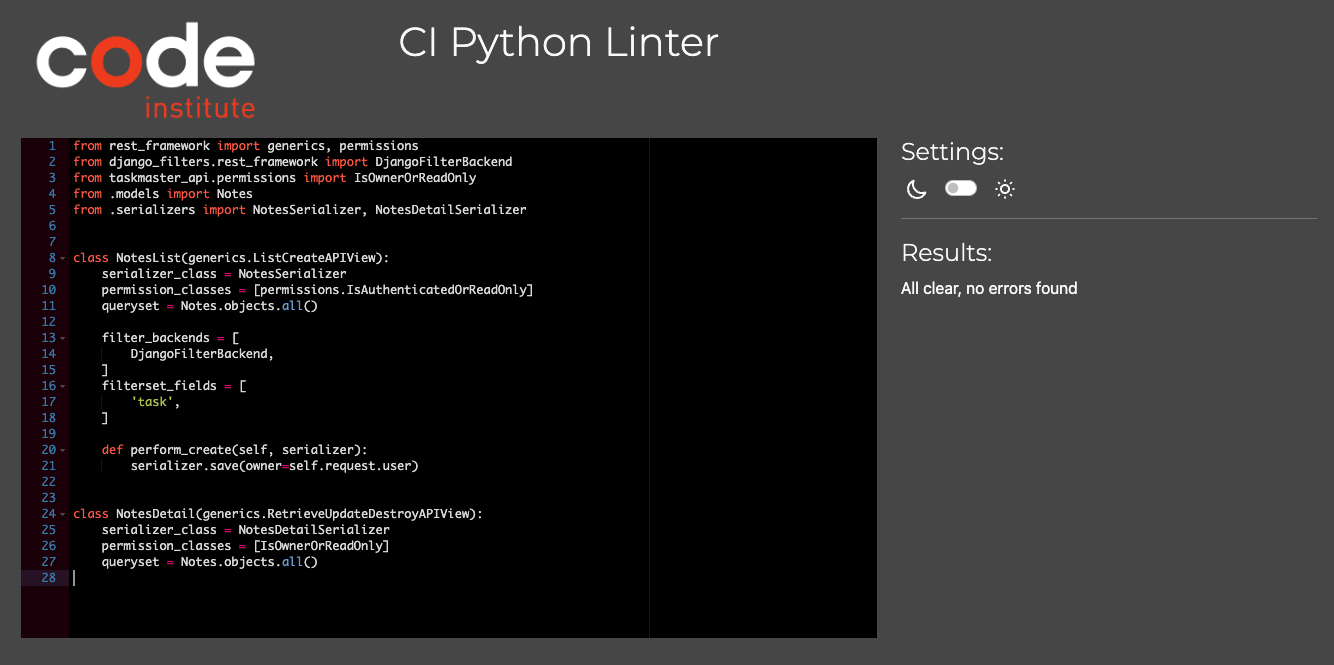 code
institute
CI Python Linter
1 from rest_framework import generics, permissions
2 from django_filters.rest_framework import DjangoFilterBackend
3 from taskmaster_api.permissions import IsOwnerOrReadOnly
4 from .models import Notes
5 from .serializers import NotesSerializer, NotesDetailSerializer
6
7
8 class NotesList(generics.ListCreateAPIView):
9     serializer_class = NotesSerializer
10     permission_classes = [permissions.IsAuthenticatedOrReadOnly]
11     queryset = Notes.objects.all()
12
13     filter_backends = [
14         DjangoFilterBackend,
15     ]
16     filterset_fields = [
17         'task',
18     ]
19
20     def perform_create(self, serializer):
21         serializer.save(owner=self.request.user)
22
23
24 class NotesDetail(generics.RetrieveUpdateDestroyAPIView):
25     serializer_class = NotesDetailSerializer
26     permission_classes = [IsOwnerOrReadOnly]
27     queryset = Notes.objects.all()
28
Settings:
Results:
All clear, no errors found